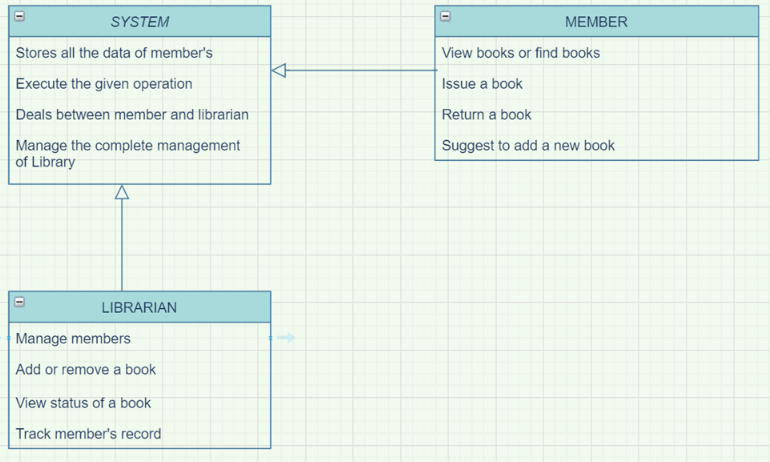 SYSTEM
Stores all the data of member's
Execute the given operation
Deals between member and librarian
Manage the complete management
of Library
MEMBER
View books or find books
Issue a book
Return a book
Suggest to add a new book
LIBRARIAN
Manage members
Add or remove a book
View status of a book
Track member's record